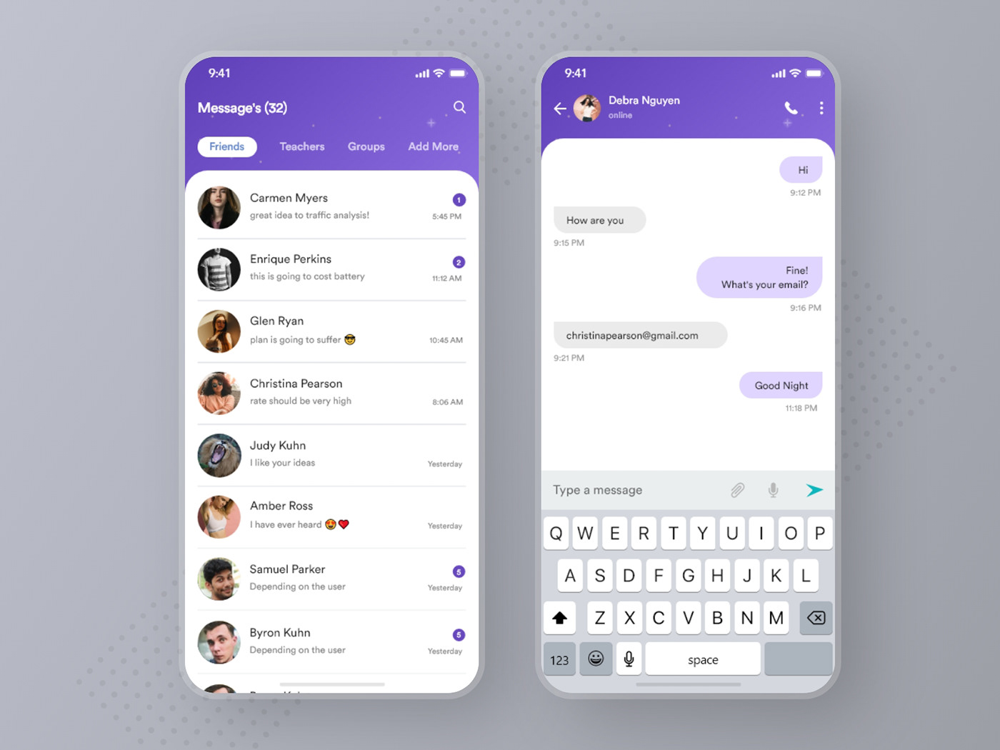 9:41
Message's (32)
Friends Teachers Groups Add More
Carmen Myers
1
great idea to traffic analysis!
5:45 PM
Enrique Perkins
2
this is going to cost battery
11:12 AM
Glen Ryan
plan is going to suffer 😎
10:45 AM
Christina Pearson
rate should be very high
8:06 AM
Judy Kuhn
I like your ideas
Yesterday
Amber Ross
I have ever heard 😍❤️
Yesterday
Samuel Parker
5
Depending on the user
Yesterday
Byron Kuhn
5
Depending on the user
Yesterday
9:41
Debra Nguyen
online
Hi
9:12 PM
How are you
9:15 PM
Fine!
What's your email?
9:16 PM
christinapearson@gmail.com
9:21 PM
Good Night
11:18 PM
Type a message
Q W E R T Y U I O P
A S D F G H J K L
Z X C V B N M
123 space